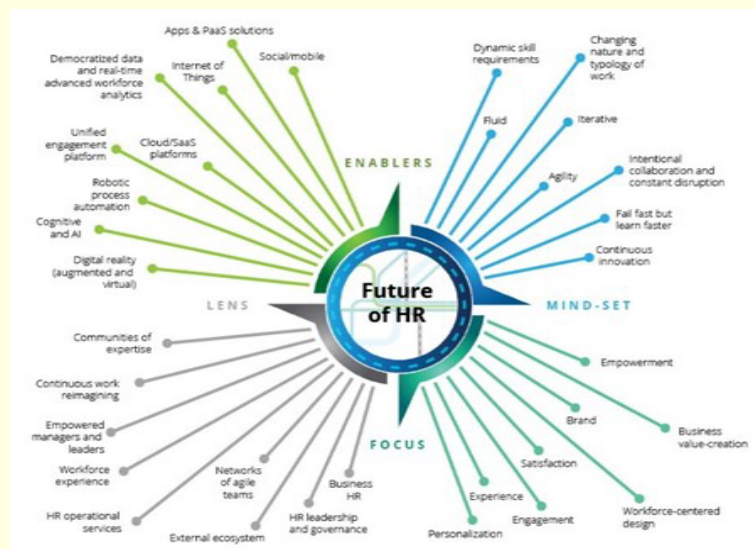 Apps & PaaS solutions
Social/mobile
Democratized data
and real-time
advanced workforce
analytics
Internet of
Things
Unified
engagement
platform
Cloud/SaaS
platforms
Robotic
process
automation
Cognitive
and AI
Digital reality
(augmented and
virtual)
ENABLERS
Dynamic skill
requirements
Changing
nature and
typology of
work
Fluid
Iterative
Agility
Intentional
collaboration and
constant disruption
Fail fast but
learn faster
Continuous
innovation
MIND-SET
Future
of HR
LENS
Communities of
expertise
Continuous work
reimagining
Empowered
managers and
leaders
Workforce
experience
HR operational
services
Networks
of agile
teams
External ecosystem
HR leadership
and governance
Business
HR
FOCUS
Empowerment
Business
value-creation
Brand
Satisfaction
Workforce-centered
design
Experience
Engagement
Personalization